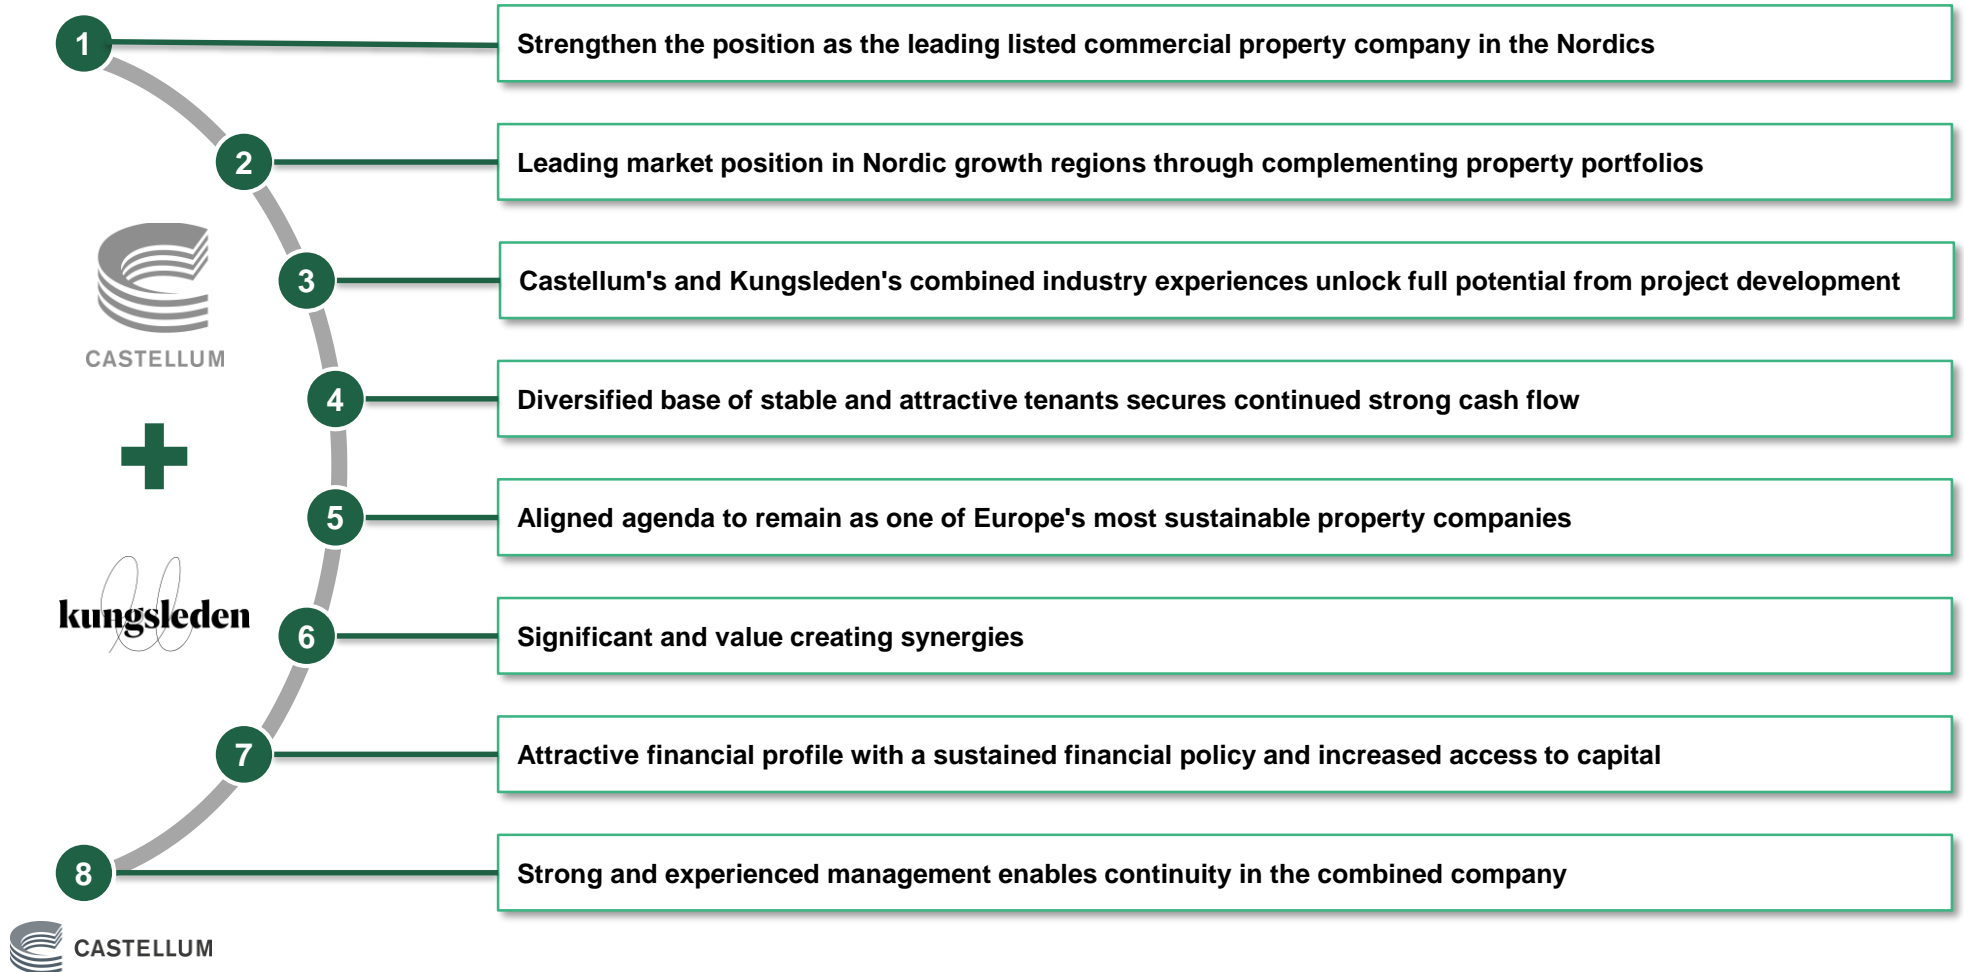 1
Strengthen the position as the leading listed commercial property company in the Nordics
2
Leading market position in Nordic growth regions through complementing property portfolios
3
Castellum's and Kungsleden's combined industry experiences unlock full potential from project development
CASTELLUM
4
Diversified base of stable and attractive tenants secures continued strong cash flow
5
Aligned agenda to remain as one of Europe's most sustainable property companies
kungsleden
6
Significant and value creating synergies
7
Attractive financial profile with a sustained financial policy and increased access to capital
8
Strong and experienced management enables continuity in the combined company
CASTELLUM